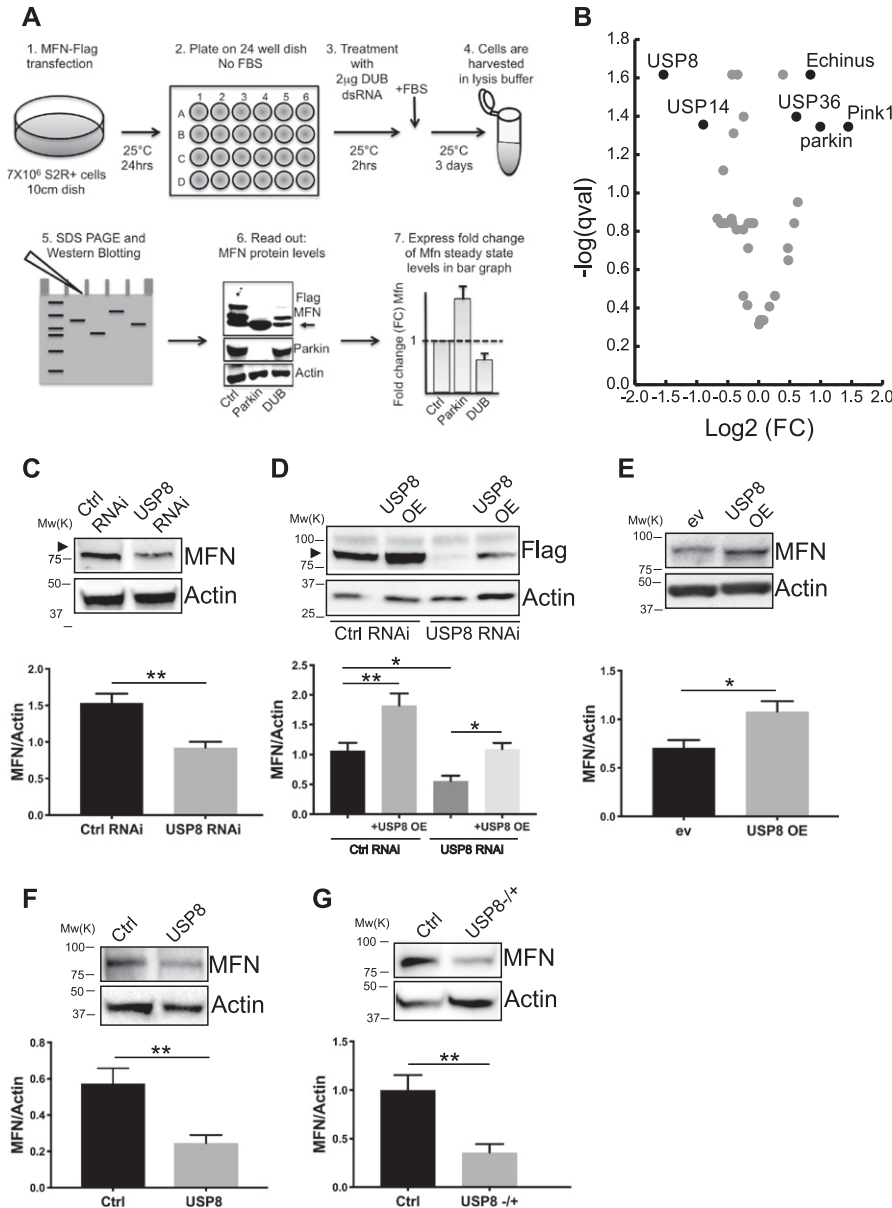 A
1. MFN-Flag
transfection
7X10⁶ S2R+ cells
10cm dish
25°C
24hrs
2. Plate on 24 well dish
No FBS
1 2 3 4 5 6
A
B
C
D
3. Treatment
with
2µg DUB
dsRNA
+FBS
25°C
2hrs
25°C
3 days
4. Cells are
harvested
in lysis buffer
5. SDS PAGE and
Western Blotting
6. Read out:
MFN protein levels
Flag
MFN
Parkin
Actin
Ctrl
Parkin
DUB
7. Express fold change
of Mfn steady state
levels in bar graph
Fold change (FC) Mfn
1
Ctrl
Parkin
DUB
B
-log(qval)
1.8
1.6
1.4
1.2
1.0
0.8
0.6
0.4
0.2
0.0
USP8
USP14
Echinus
USP36
Pink1
parkin
-2.0 -1.5 -1.0 -0.5 0.0 0.5 1.0 1.5 2.0
Log2 (FC)
C
Ctrl
RNAi
USP8
RNAi
Mw(K)
75
50
37
MFN
Actin
MFN/Actin
2.0
1.5
1.0
0.5
0.0
**
Ctrl RNAi USP8 RNAi
D
USP8
OE
USP8
OE
Mw(K)
100
75
37
25
Flag
Actin
Ctrl RNAi USP8 RNAi
MFN/Actin
2.5
2.0
1.5
1.0
0.5
0.0
*
**
*
+USP8 OE +USP8 OE
Ctrl RNAi USP8 RNAi
E
ev
USP8
OE
Mw(K)
100
75
50
37
MFN
Actin
MFN/Actin
1.5
1.0
0.5
0.0
*
ev USP8 OE
F
Ctrl
USP8
Mw(K)
100
75
50
37
MFN
Actin
MFN/Actin
0.8
0.6
0.4
0.2
0.0
**
Ctrl USP8
G
Ctrl
USP8-/+
Mw(K)
100
75
50
37
MFN
Actin
MFN/Actin
1.5
1.0
0.5
0.0
**
Ctrl USP8 -/+